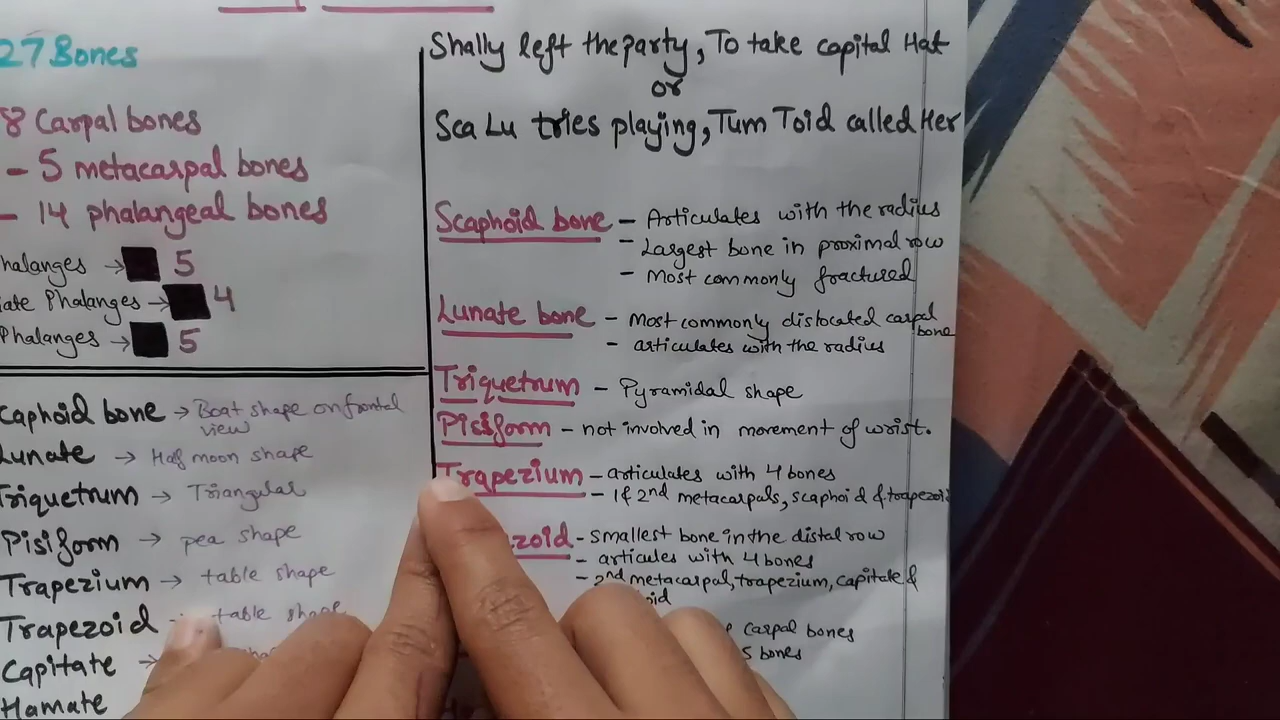 27 Bones
8 Carpal bones
- 5 metacarpal bones
- 14 phalangeal bones
halanges → 5
iate Phalanges → 4
Phalanges → 5
caphoid bone → Boat shape on frontal
view
Lunate → Half moon shape
Triquetrum → Triangular
Pisiform → pea shape
Trapezium → table shape
Trapezoid table shape
Capitate →
Hamate
Shally left the party, To take capital Hat
or
Sca Lu tries playing, Tum Toid called Her
Scaphoid bone - Articulates with the radius
- Largest bone in proximal row
- Most commonly fractured
Lunate bone - Most commonly dislocated carpal
bone
- articulates with the radius
Triquetrum - Pyramidal shape
Pisiform - not involved in movement of wrist.
Trapezium - articulates with 4 bones
- 1 & 2nd metacarpals, scaphoid & trapezoi
zoid - smallest bone in the distal row
- articules with 4 bones
- 2nd metacarpal, trapezium, capitate &
oid
carpal bones
5 bones